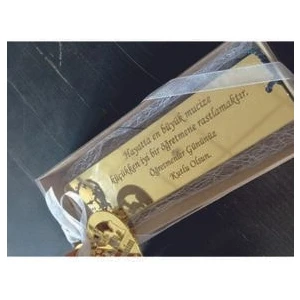 Hayatta en büyük mucize
küçükken iyi bir öğretmene rastlamaktır.
Öğretmenler Gününüz
Kutlu Olsun.